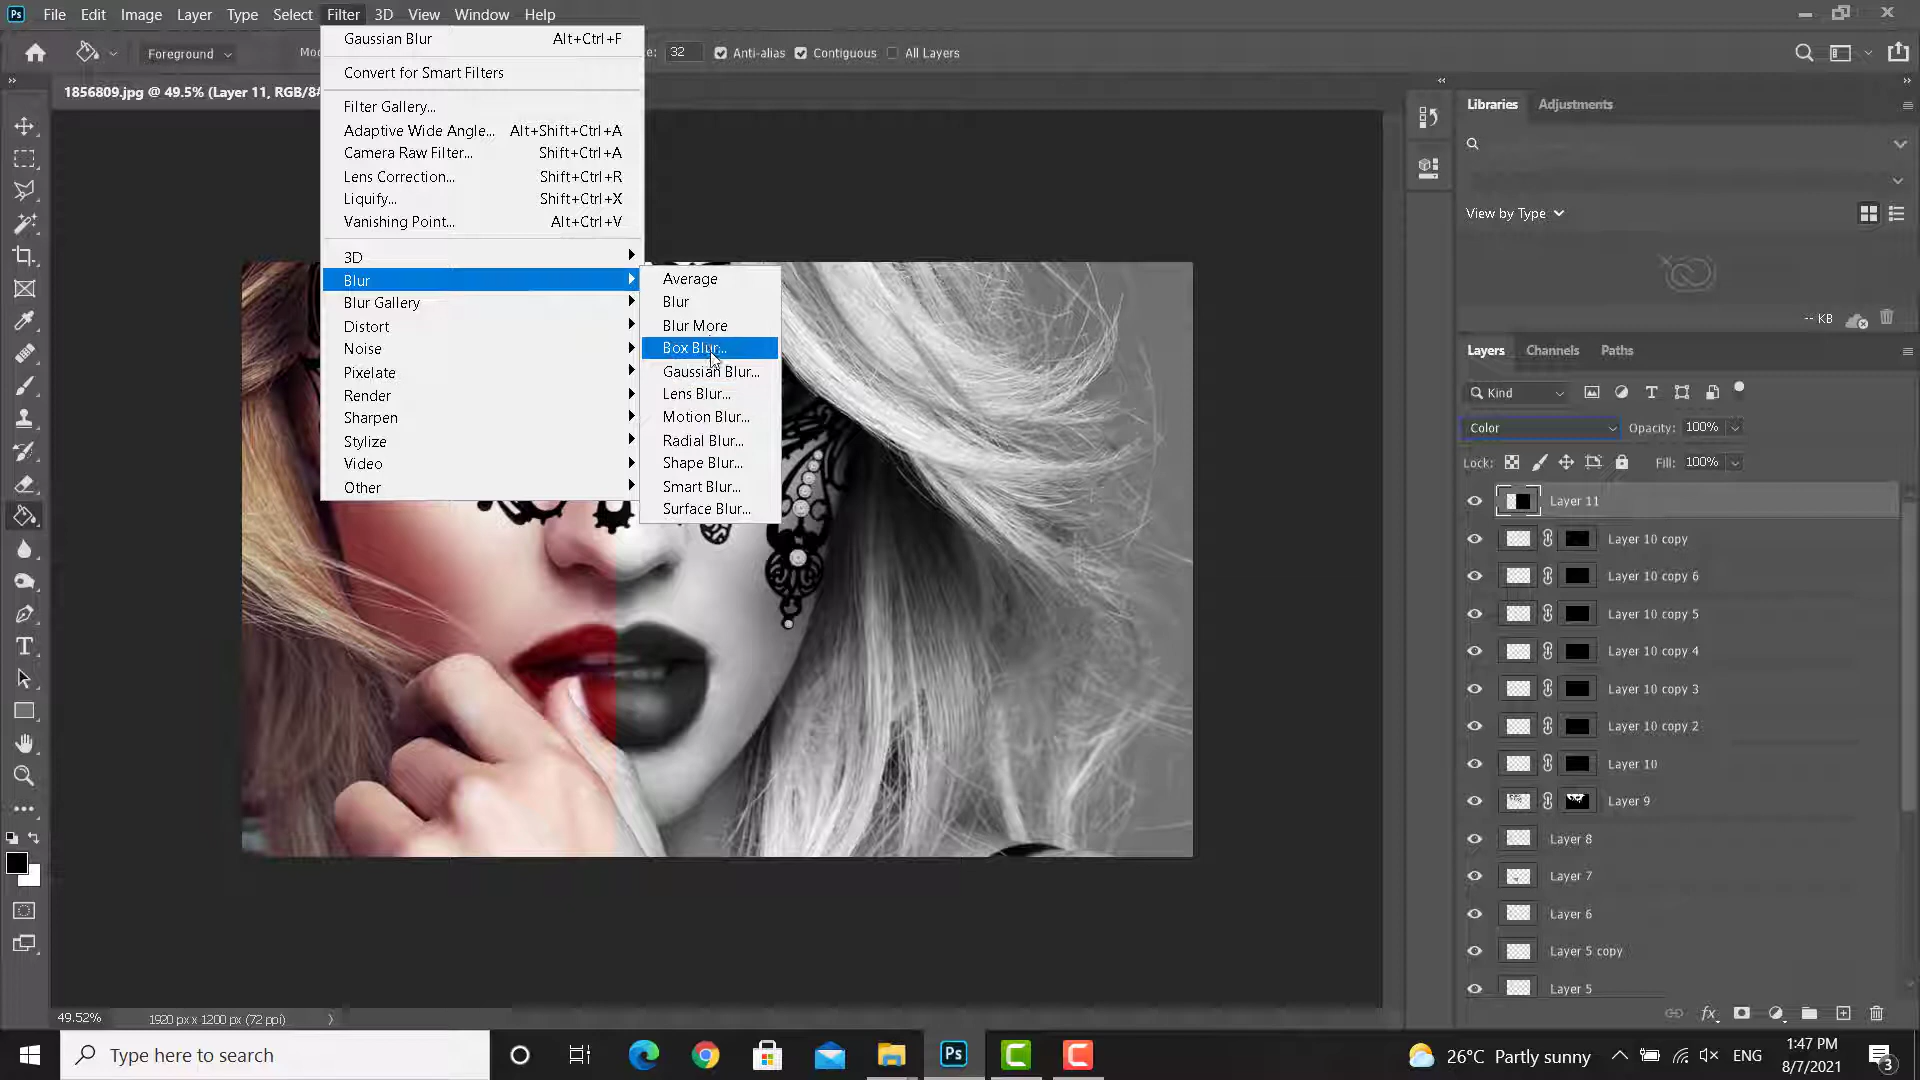 Ps File Edit Image Layer Type Select Filter 3D View Window Help
Foreground 32 Anti-alias Contiguous All Layers
1856809.jpg @ 49.5% (Layer 11, RGB/8#
Gaussian Blur Alt+Ctrl+F
Convert for Smart Filters
Filter Gallery...
Adaptive Wide Angle... Alt+Shift+Ctrl+A
Camera Raw Filter... Shift+Ctrl+A
Lens Correction... Shift+Ctrl+R
Liquify... Shift+Ctrl+X
Vanishing Point... Alt+Ctrl+V
3D
Blur
Blur Gallery
Distort
Noise
Pixelate
Render
Sharpen
Stylize
Video
Other
Average
Blur
Blur More
Box Blur...
Gaussian Blur...
Lens Blur...
Motion Blur...
Radial Blur...
Shape Blur...
Smart Blur...
Surface Blur...
Libraries Adjustments
View by Type
-- KB
Layers Channels Paths
Kind
Color Opacity: 100%
Lock: Fill: 100%
Layer 11
Layer 10 copy
Layer 10 copy 6
Layer 10 copy 5
Layer 10 copy 4
Layer 10 copy 3
Layer 10 copy 2
Layer 10
Layer 9
Layer 8
Layer 7
Layer 6
Layer 5 copy
Layer 5
fx
49.52% 1920 px x 1200 px (72 ppi)
Type here to search
Ps
26°C Partly sunny
ENG
1:47 PM
8/7/2021
3